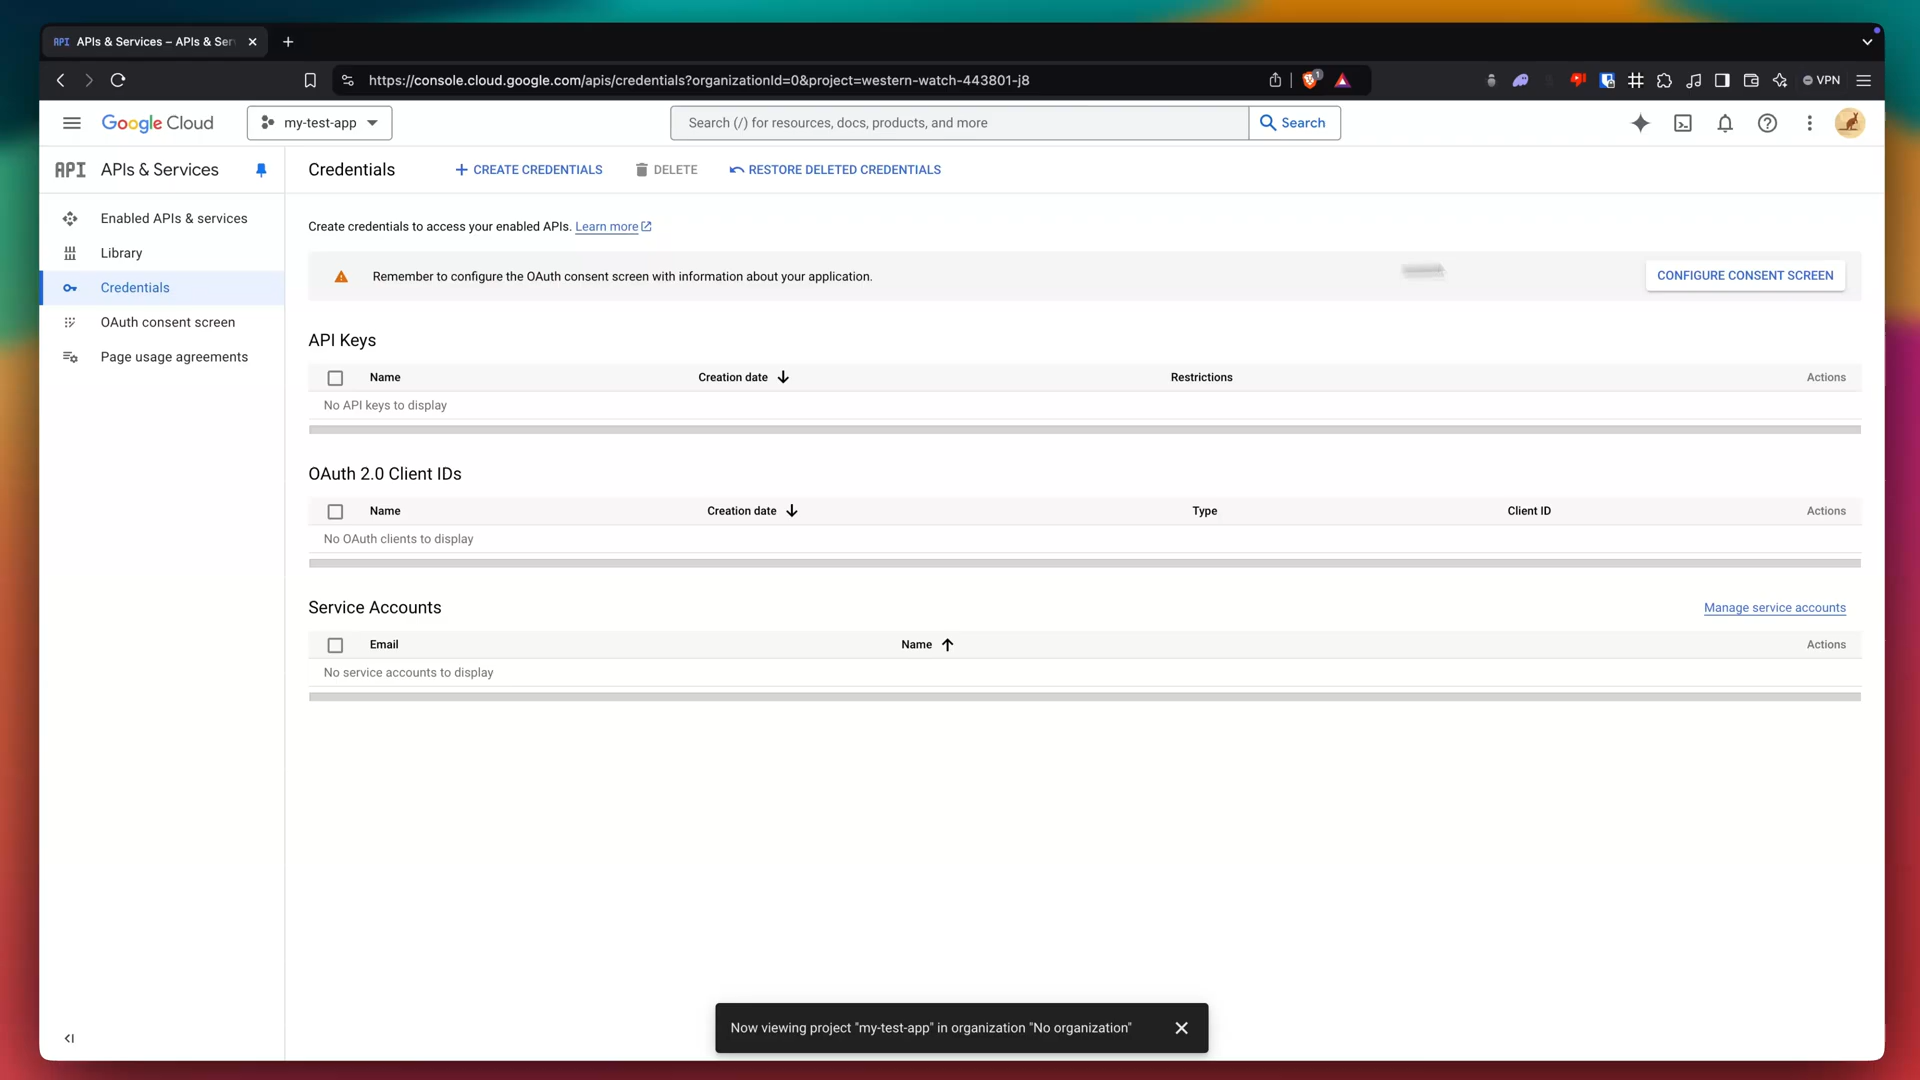 API APIs & Services – APIs & Ser
https://console.cloud.google.com/apis/credentials?organizationId=0&project=western-watch-443801-j8
1
VPN
Google Cloud
my-test-app
Search (/) for resources, docs, products, and more
Search
API APIs & Services
Enabled APIs & services
Library
Credentials
OAuth consent screen
Page usage agreements
Credentials
CREATE CREDENTIALS
DELETE
RESTORE DELETED CREDENTIALS
Create credentials to access your enabled APIs. Learn more
Remember to configure the OAuth consent screen with information about your application.
CONFIGURE CONSENT SCREEN
API Keys
Name Creation date Restrictions Actions
No API keys to display
OAuth 2.0 Client IDs
Name Creation date Type Client ID Actions
No OAuth clients to display
Service Accounts
Manage service accounts
Email Name Actions
No service accounts to display
Now viewing project "my-test-app" in organization "No organization"